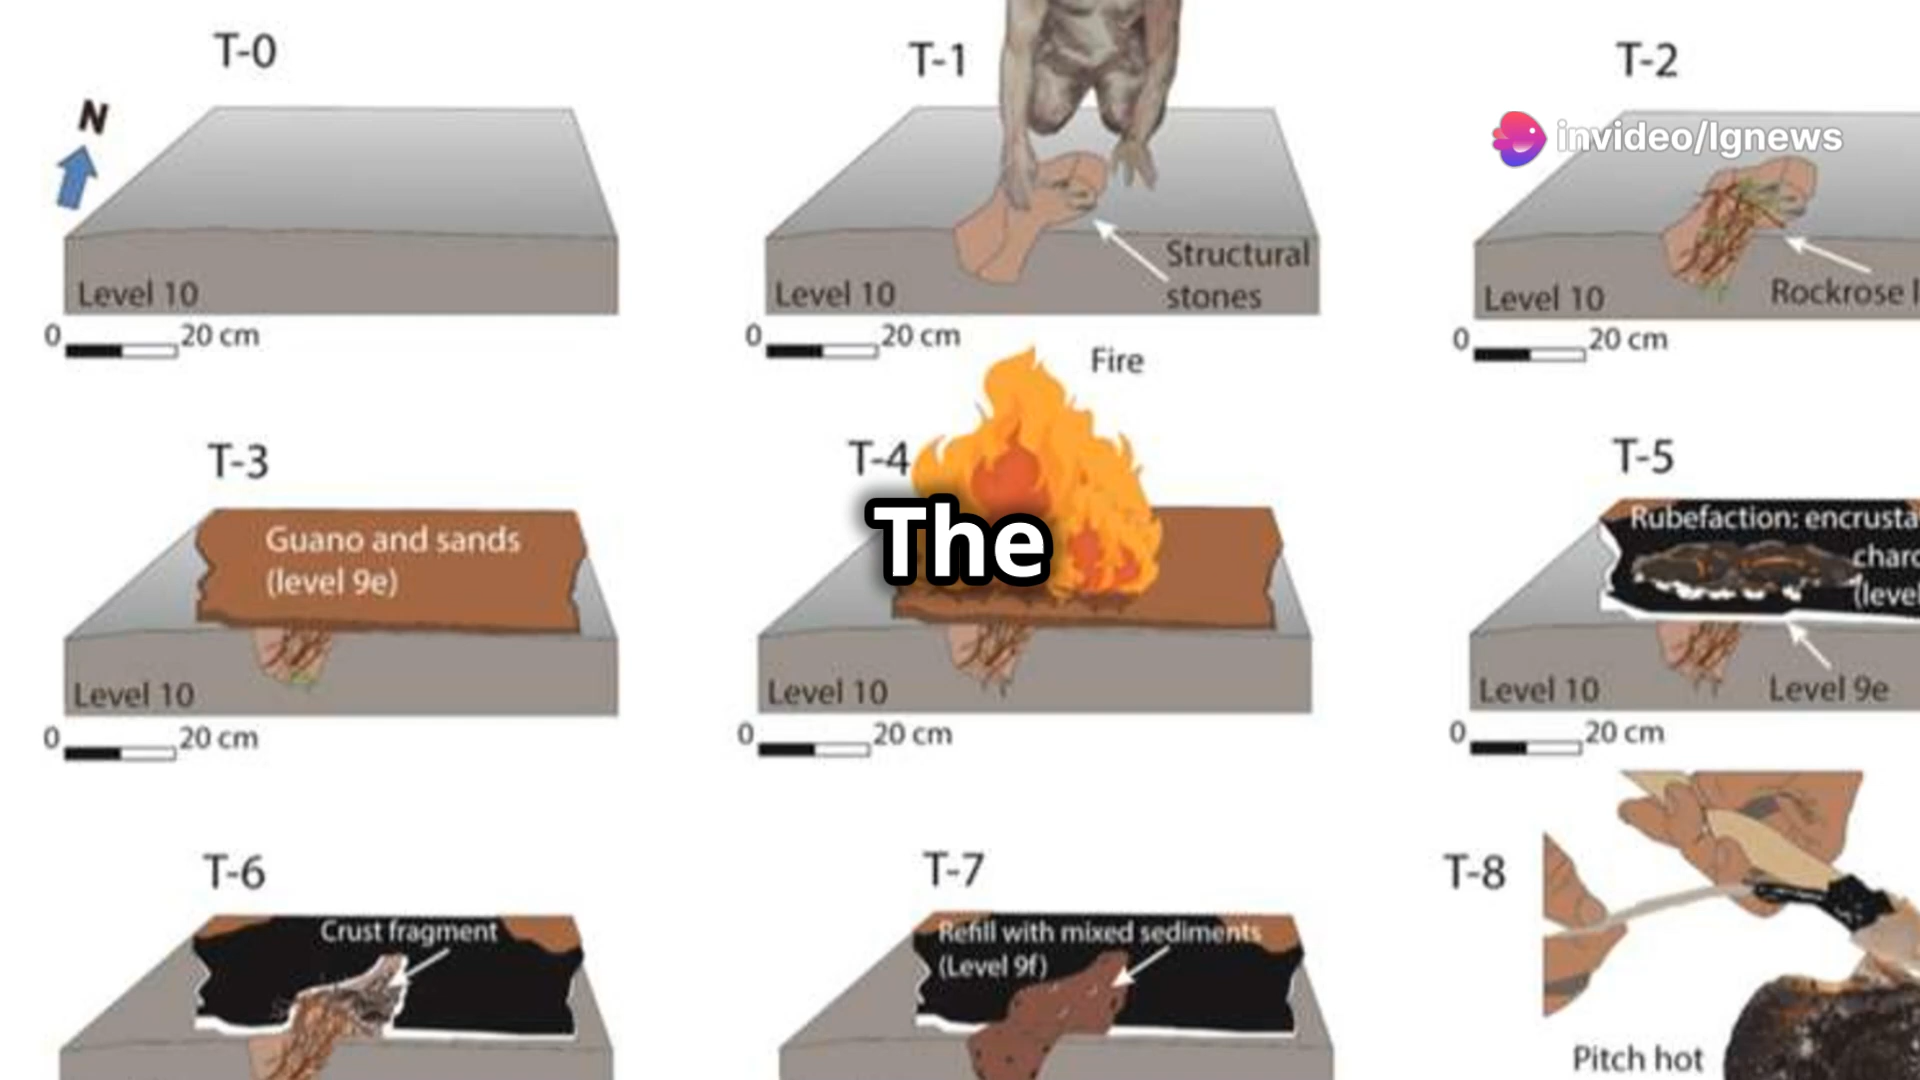 T-0
T-1
T-2
N
invideo/Ignews
Structural
stones
Level 10
Level 10
Level 10
Rockrose
0 20 cm
0 20 cm
0 20 cm
Fire
T-3
T-4
T-5
Guano and sands
(level 9e)
The
Rubefaction: encrusta
charc
(level
Level 10
Level 10
Level 10
Level 9e
0 20 cm
0 20 cm
0 20 cm
T-6
T-7
T-8
Crust fragment
Refill with mixed sediments
(Level 9f)
Pitch hot